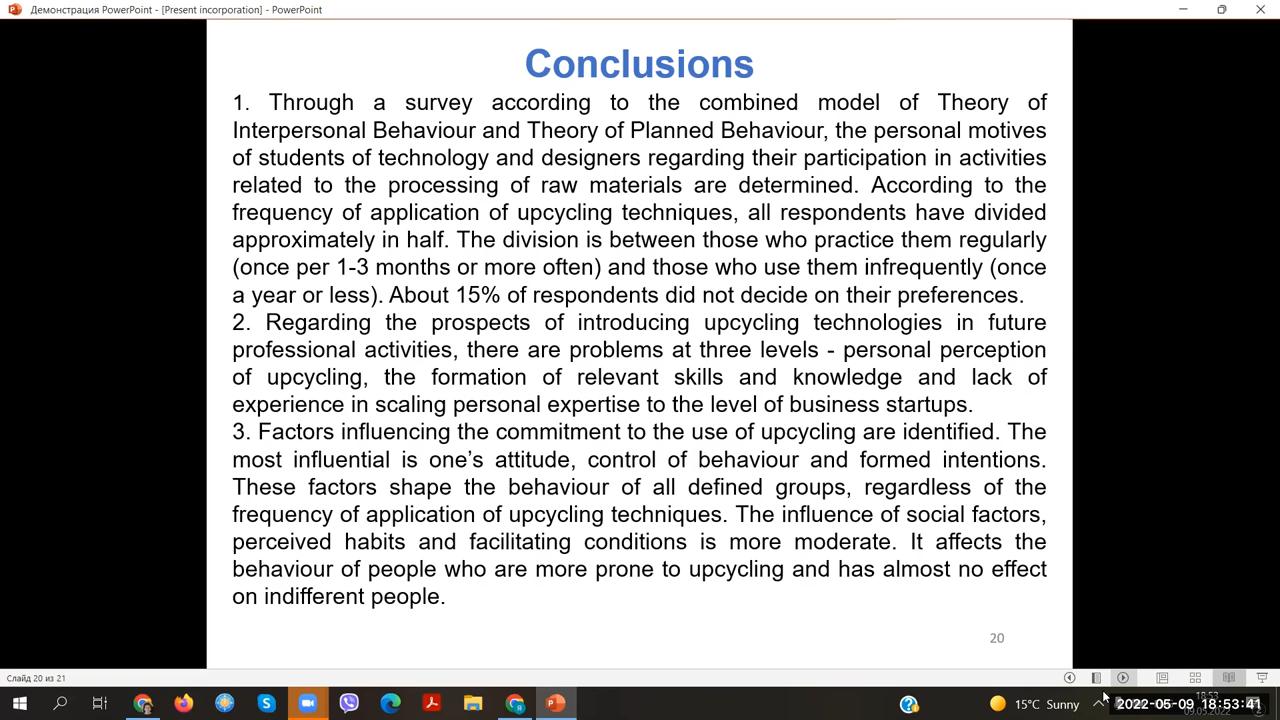 Демонстрация PowerPoint - [Present incorporation] - PowerPoint
Conclusions
1. Through a survey according to the combined model of Theory of
Interpersonal Behaviour and Theory of Planned Behaviour, the personal motives
of students of technology and designers regarding their participation in activities
related to the processing of raw materials are determined. According to the
frequency of application of upcycling techniques, all respondents have divided
approximately in half. The division is between those who practice them regularly
(once per 1-3 months or more often) and those who use them infrequently (once
a year or less). About 15% of respondents did not decide on their preferences.
2. Regarding the prospects of introducing upcycling technologies in future
professional activities, there are problems at three levels - personal perception
of upcycling, the formation of relevant skills and knowledge and lack of
experience in scaling personal expertise to the level of business startups.
3. Factors influencing the commitment to the use of upcycling are identified. The
most influential is one's attitude, control of behaviour and formed intentions.
These factors shape the behaviour of all defined groups, regardless of the
frequency of application of upcycling techniques. The influence of social factors,
perceived habits and facilitating conditions is more moderate. It affects the
behaviour of people who are more prone to upcycling and has almost no effect
on indifferent people.
20
Слайд 20 из 21
15°C Sunny
18:53
2022-05-09 18:53:41
09.05.2022